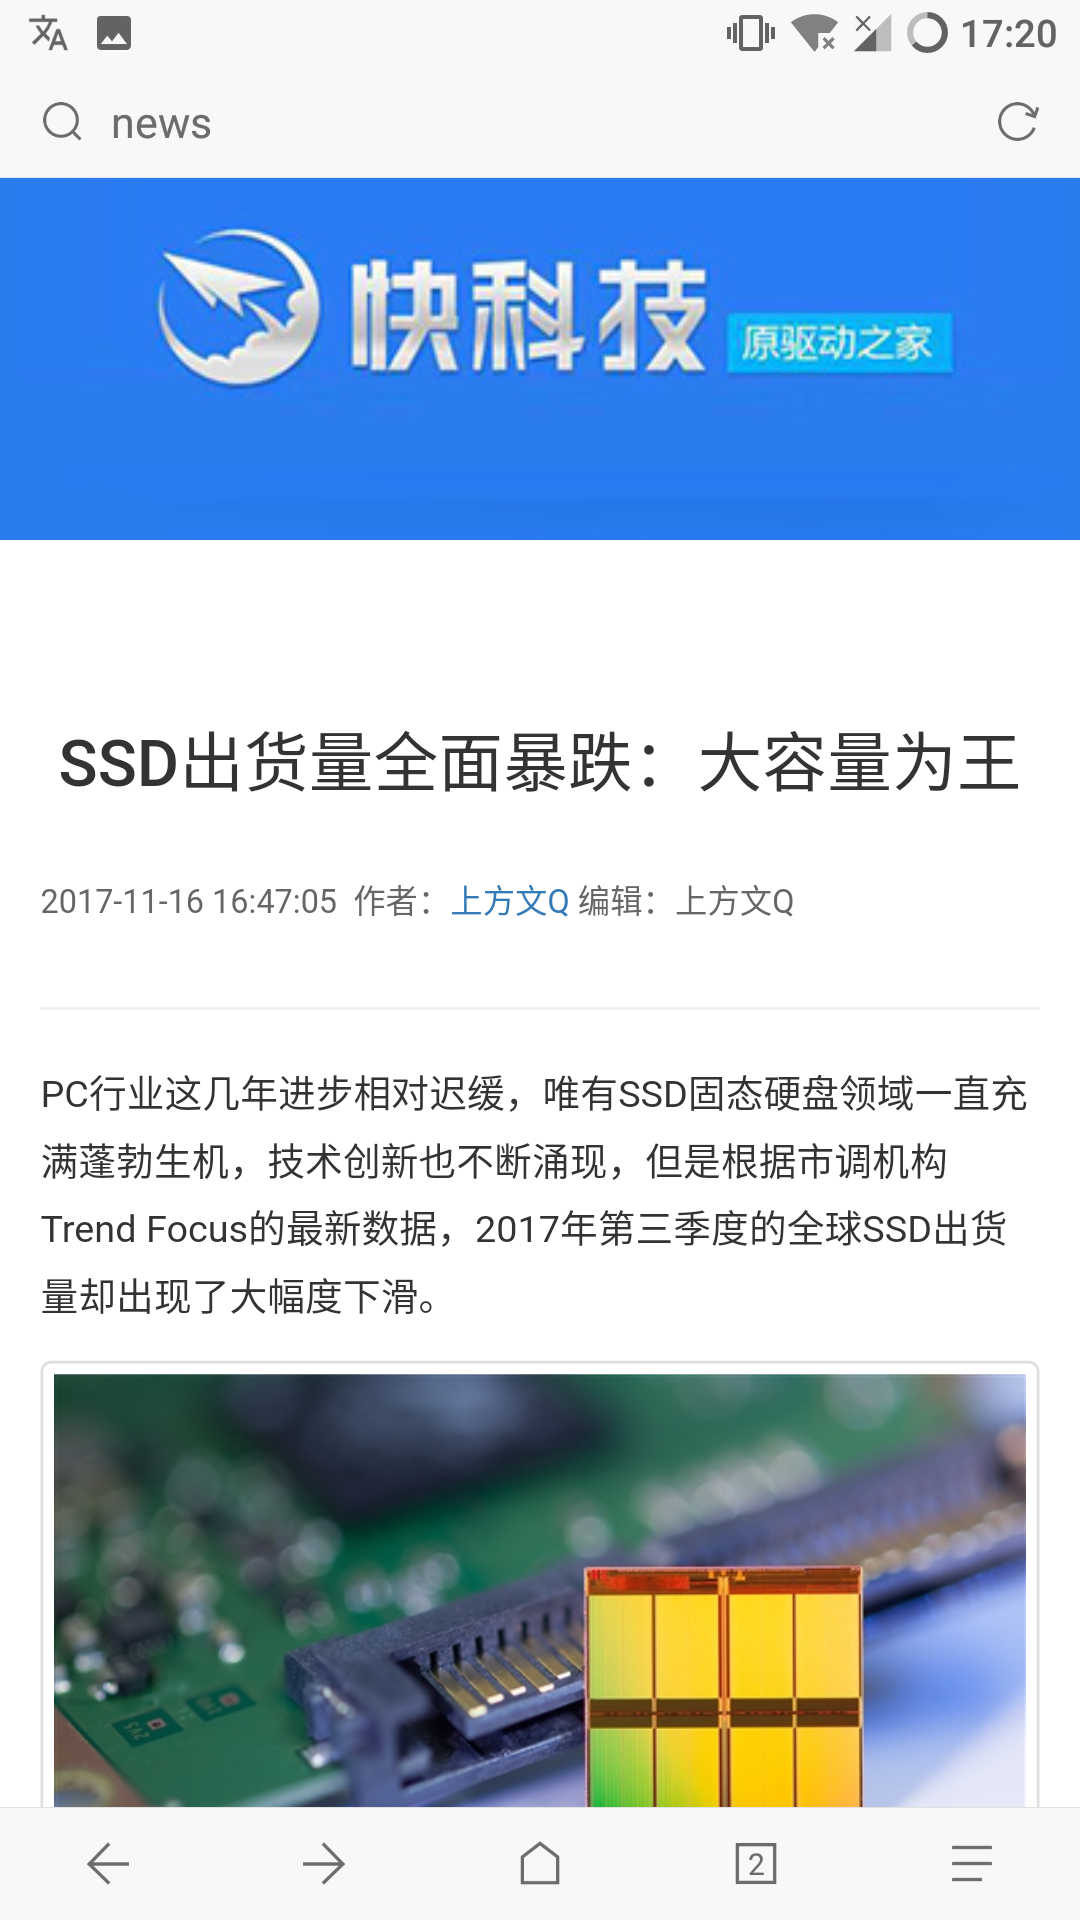 17:20
news
快科技 原驱动之家
SSD出货量全面暴跌：大容量为王
2017-11-16 16:47:05 作者：上方文Q 编辑：上方文Q
PC行业这几年进步相对迟缓，唯有SSD固态硬盘领域一直充
满蓬勃生机，技术创新也不断涌现，但是根据市调机构
Trend Focus的最新数据，2017年第三季度的全球SSD出货
量却出现了大幅度下滑。
2